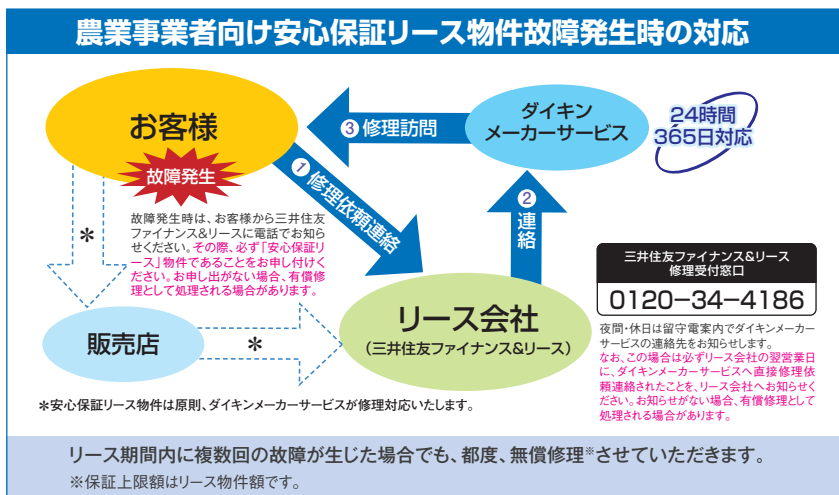 農業事業者向け安心保証リース物件故障発生時の対応
お客様
故障発生
ダイキン
メーカーサービス
24時間
365日対応
③修理訪問
①修理依頼連絡
②連絡
*
故障発生時は、お客様から三井住友
ファイナンス&リースに電話でお知ら
せください。その際、必ず「安心保証リ
ース」物件であることをお申し付けく
ださい。お申し出がない場合、有償修
理として処理される場合があります。
販売店
*
リース会社
(三井住友ファイナンス&リース)
三井住友ファイナンス&リース
修理受付窓口
0120-34-4186
夜間・休日は留守電案内でダイキンメーカー
サービスの連絡先をお知らせします。
なお、この場合は必ずリース会社の翌営業日
に、ダイキンメーカーサービスへ直接修理依
頼連絡されたことを、リース会社へお知らせく
ださい。お知らせがない場合、有償修理として
処理される場合があります。
*安心保証リース物件は原則、ダイキンメーカーサービスが修理対応いたします。
リース期間内に複数回の故障が生じた場合でも、都度、無償修理※させていただきます。
※保証上限額はリース物件額です。